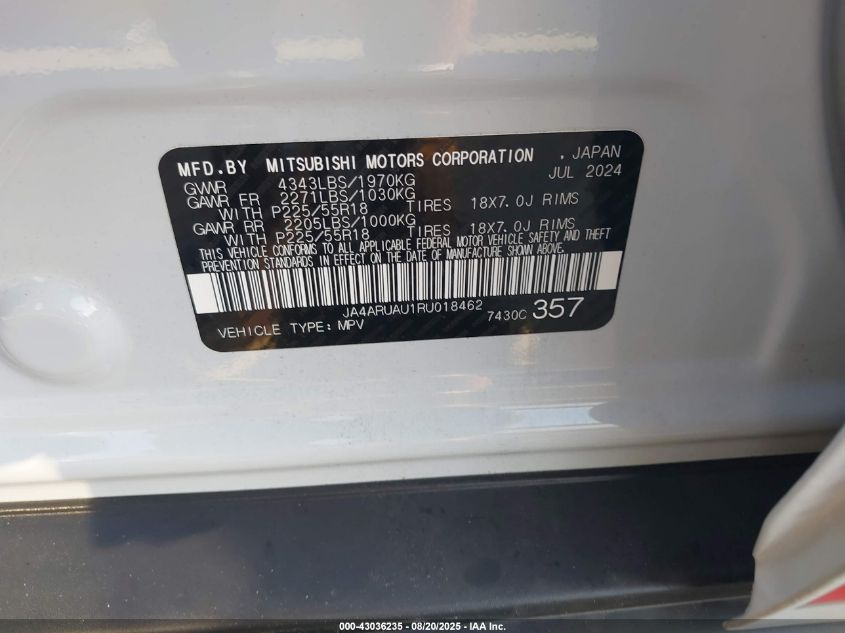 MFD.BY MITSUBISHI MOTORS CORPORATION , JAPAN
JUL 2024
GVWR 4343LBS/1970KG
GAWR FR 2271LBS/1030KG
WITH P225/55R18 TIRES 18X7.0J RIMS
GAWR RR 2205LBS/1000KG
WITH P225/55R18 TIRES 18X7.0J RIMS
THIS VEHICLE CONFORMS TO ALL APPLICABLE FEDERAL MOTOR VEHICLE SAFETY AND THEFT
PREVENTION STANDARDS IN EFFECT ON THE DATE OF MANUFACTURE SHOWN ABOVE.
JA4ARUAU1RU018462
VEHICLE TYPE: MPV 7430C 357
000-43036235 - 08/20/2025 - IAA Inc.